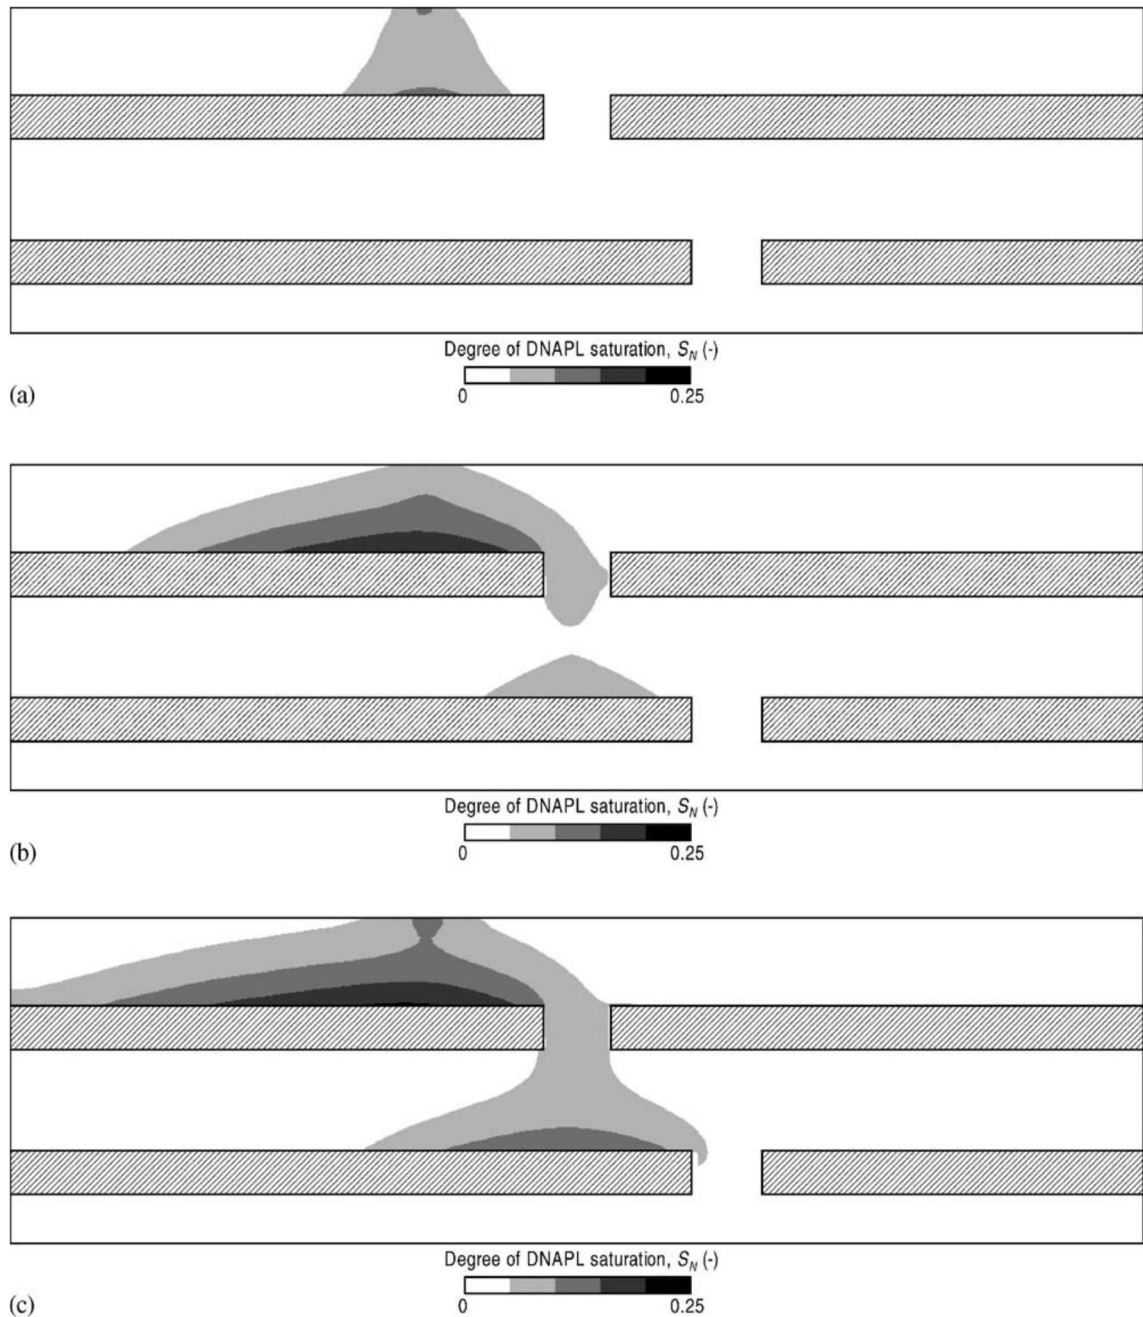 Degree of DNAPL saturation, S_N (-)
0 0.25
(a)
Degree of DNAPL saturation, S_N (-)
0 0.25
(b)
Degree of DNAPL saturation, S_N (-)
0 0.25
(c)